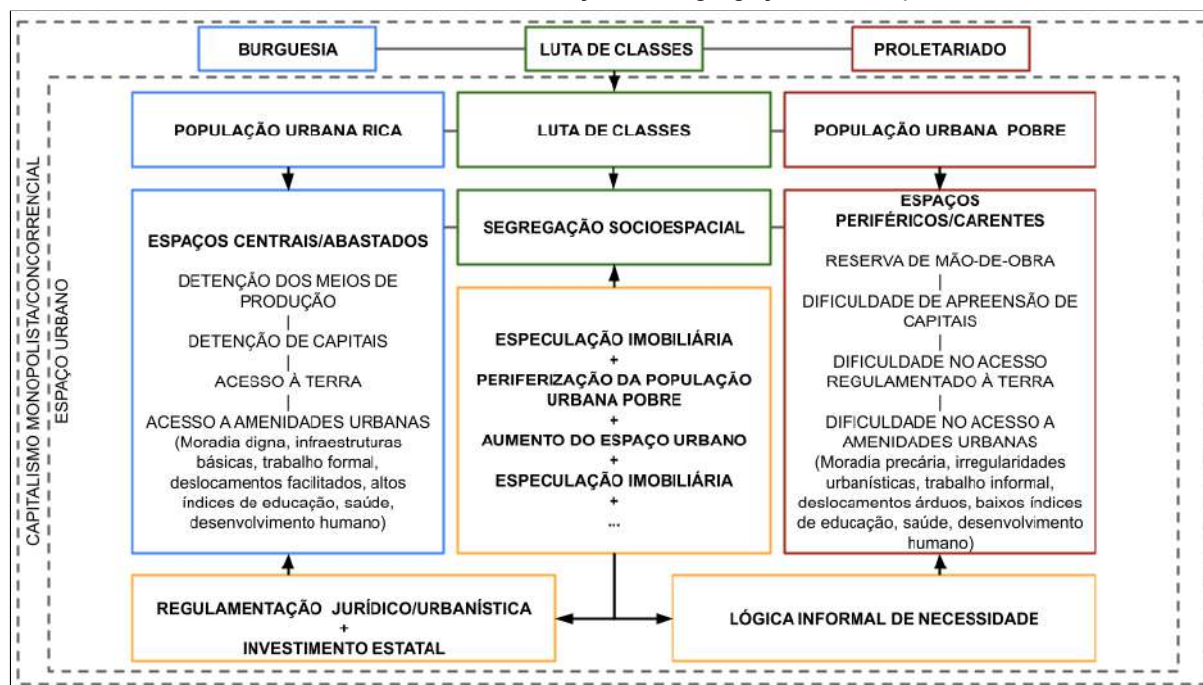 BURGUESIA
LUTA DE CLASSES
PROLETARIADO
CAPITALISMO MONOPOLISTA/CONCORRENCIAL
ESPAÇO URBANO
POPULAÇÃO URBANA RICA
LUTA DE CLASSES
POPULAÇÃO URBANA POBRE
ESPAÇOS CENTRAIS/ABASTADOS
DETENÇÃO DOS MEIOS DE
PRODUÇÃO
|
DETENÇÃO DE CAPITAIS
|
ACESSO À TERRA
|
ACESSO A AMENIDADES URBANAS
(Moradia digna, infraestruturas
básicas, trabalho formal,
deslocamentos facilitados, altos
índices de educação, saúde,
desenvolvimento humano)
SEGREGAÇÃO SOCIOESPACIAL
ESPECULAÇÃO IMOBILIÁRIA
+
PERIFERIZAÇÃO DA POPULAÇÃO
URBANA POBRE
+
AUMENTO DO ESPAÇO URBANO
+
ESPECULAÇÃO IMOBILIÁRIA
+
...
ESPAÇOS
PERIFÉRICOS/CARENTES
RESERVA DE MÃO-DE-OBRA
|
DIFICULDADE DE APREENSÃO DE
CAPITAIS
|
DIFICULDADE NO ACESSO
REGULAMENTADO À TERRA
|
DIFICULDADE NO ACESSO A
AMENIDADES URBANAS
(Moradia precária, irregularidades
urbanísticas, trabalho informal,
deslocamentos árduos, baixos índices
de educação, saúde, desenvolvimento
humano)
REGULAMENTAÇÃO JURÍDICO/URBANÍSTICA
+
INVESTIMENTO ESTATAL
LÓGICA INFORMAL DE NECESSIDADE